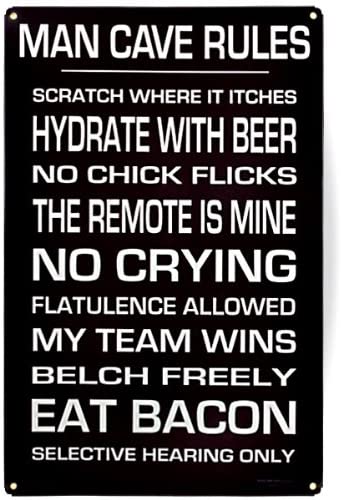 MAN CAVE RULES
SCRATCH WHERE IT ITCHES
HYDRATE WITH BEER
NO CHICK FLICKS
THE REMOTE IS MINE
NO CRYING
FLATULENCE ALLOWED
MY TEAM WINS
BELCH FREELY
EAT BACON
SELECTIVE HEARING ONLY